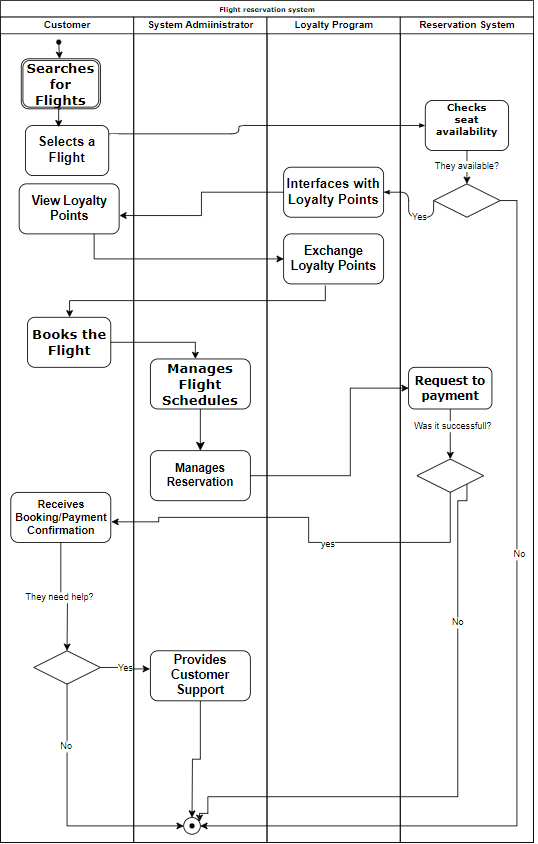 Flight reservation system
Customer
System Admiinistrator
Loyalty Program
Reservation System
Searches
for
Flights
Checks
seat
availability
Selects a
Flight
They available?
Interfaces with
Loyalty Points
View Loyalty
Points
Yes
Exchange
Loyalty Points
Books the
Flight
Manages
Flight
Schedules
Request to
payment
Was it successfull?
Manages
Reservation
Receives
Booking/Payment
Confirmation
yes
No
They need help?
No
Yes
Provides
Customer
Support
No